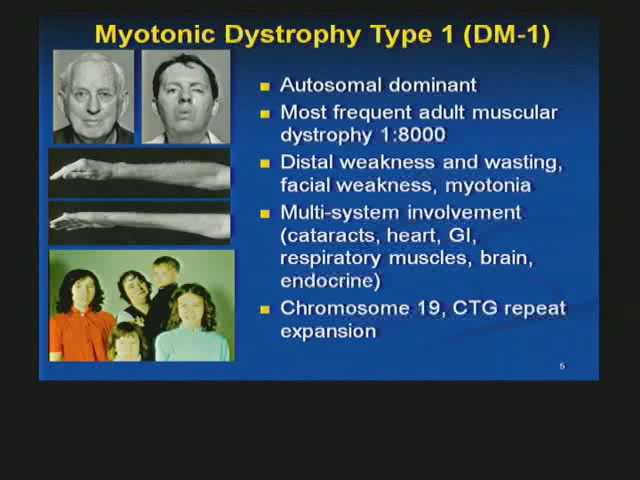 Myotonic Dystrophy Type 1 (DM-1)
Autosomal dominant
Most frequent adult muscular
dystrophy 1:8000
Distal weakness and wasting,
facial weakness, myotonia
Multi-system involvement
(cataracts, heart, GI,
respiratory muscles, brain,
endocrine)
Chromosome 19, CTG repeat
expansion
5